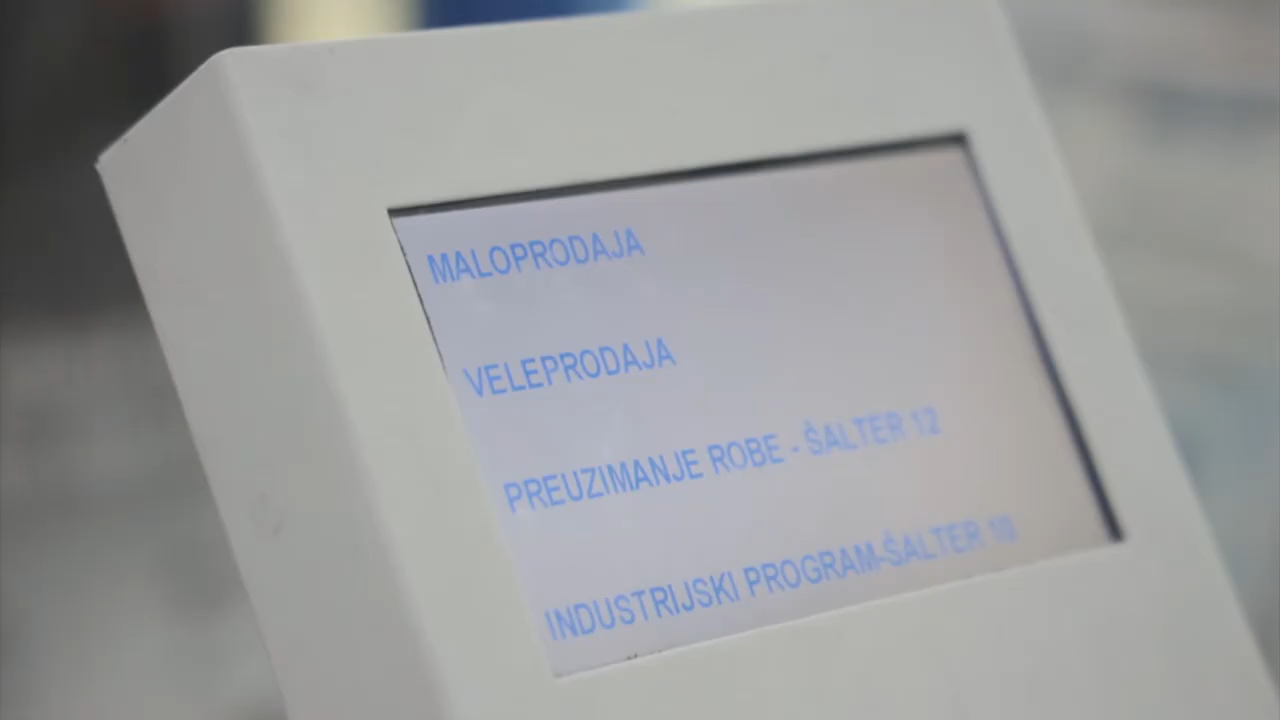 MALOPRODAJA
VELEPRODAJA
PREUZIMANJE ROBE - ŠALTER 12
INDUSTRIJSKI PROGRAM-ŠALTER 10